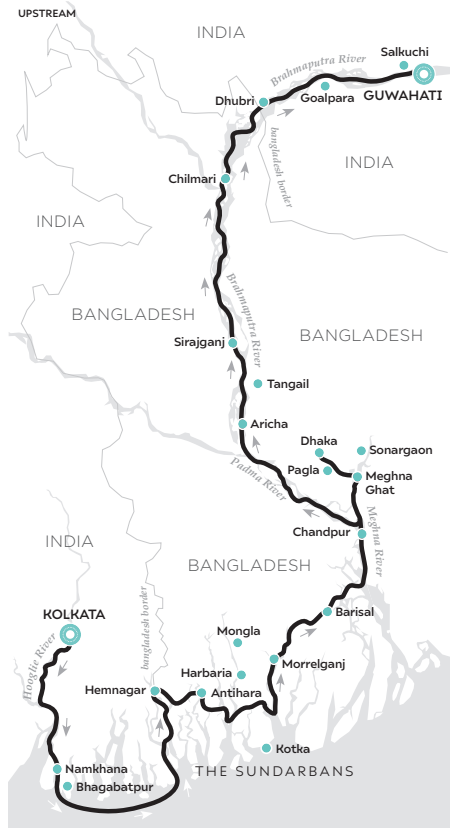 UPSTREAM
INDIA
Salkuchi
Brahmaputra River
Dhubri
Goalpara
GUWAHATI
bangladesh border
INDIA
Chilmari
INDIA
Brahmaputra River
BANGLADESH
BANGLADESH
Sirajganj
Tangail
Aricha
Dhaka
Sonargaon
Padma River
Pagla
Meghna
Ghat
Meghna River
Chandpur
INDIA
BANGLADESH
bangladesh border
KOLKATA
Barisal
Mongla
Hooglie River
Morrelganj
Harbaria
Hemnagar
Antihara
Kotka
Namkhana
THE SUNDARBANS
Bhagabatpur